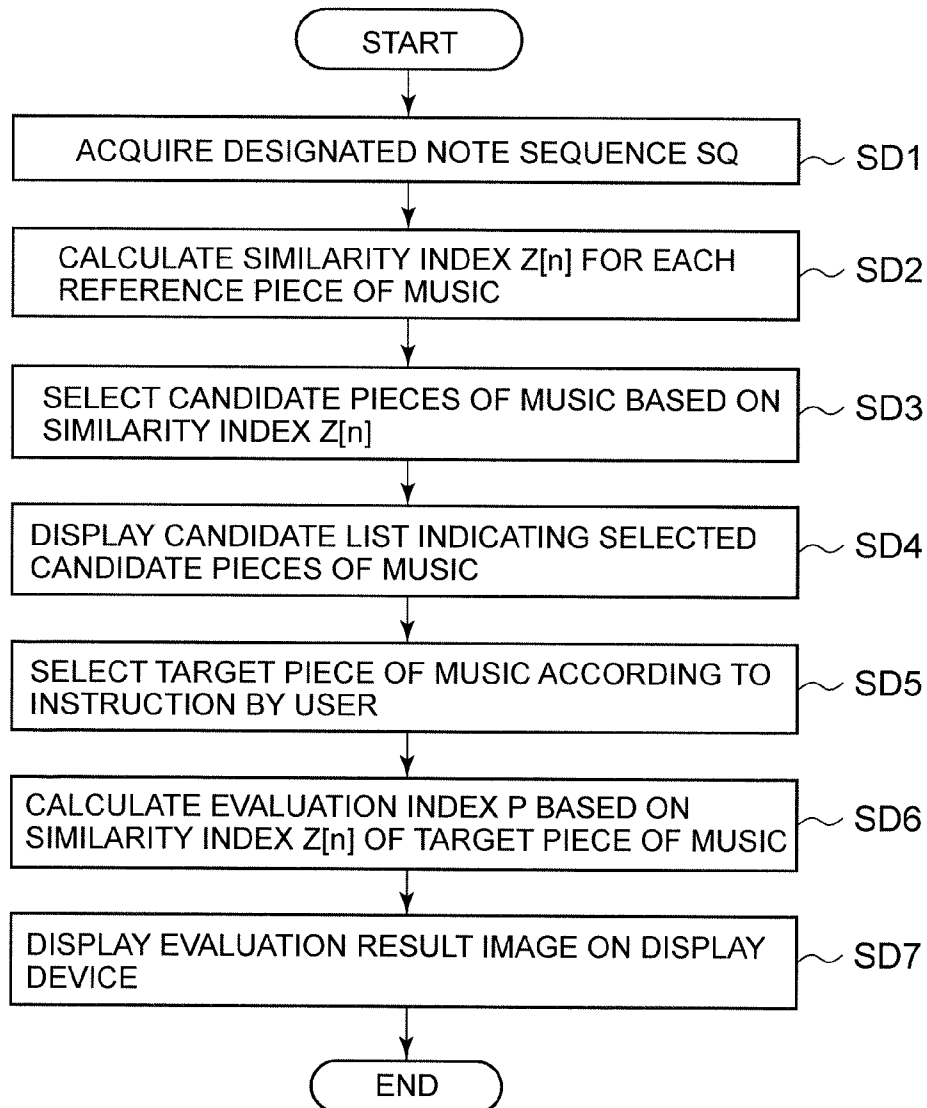 START
ACQUIRE DESIGNATED NOTE SEQUENCE SQ
SD1
CALCULATE SIMILARITY INDEX Z[n] FOR EACH
REFERENCE PIECE OF MUSIC
SD2
SELECT CANDIDATE PIECES OF MUSIC BASED ON
SIMILARITY INDEX Z[n]
SD3
DISPLAY CANDIDATE LIST INDICATING SELECTED
CANDIDATE PIECES OF MUSIC
SD4
SELECT TARGET PIECE OF MUSIC ACCORDING TO
INSTRUCTION BY USER
SD5
CALCULATE EVALUATION INDEX P BASED ON
SIMILARITY INDEX Z[n] OF TARGET PIECE OF MUSIC
SD6
DISPLAY EVALUATION RESULT IMAGE ON DISPLAY
DEVICE
SD7
END